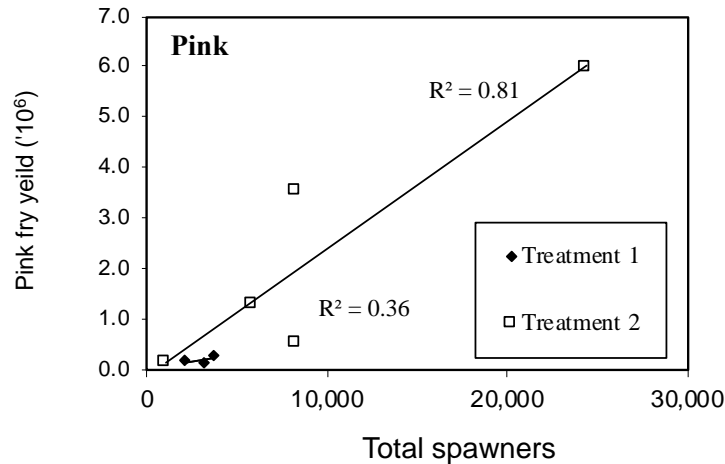 7.0
Pink
6.0
R² = 0.81
5.0
4.0
3.0
Pink fry yeild ('10⁶)
2.0
Treatment 1
R² = 0.36
1.0
Treatment 2
0.0
0
10,000
20,000
30,000
Total spawners